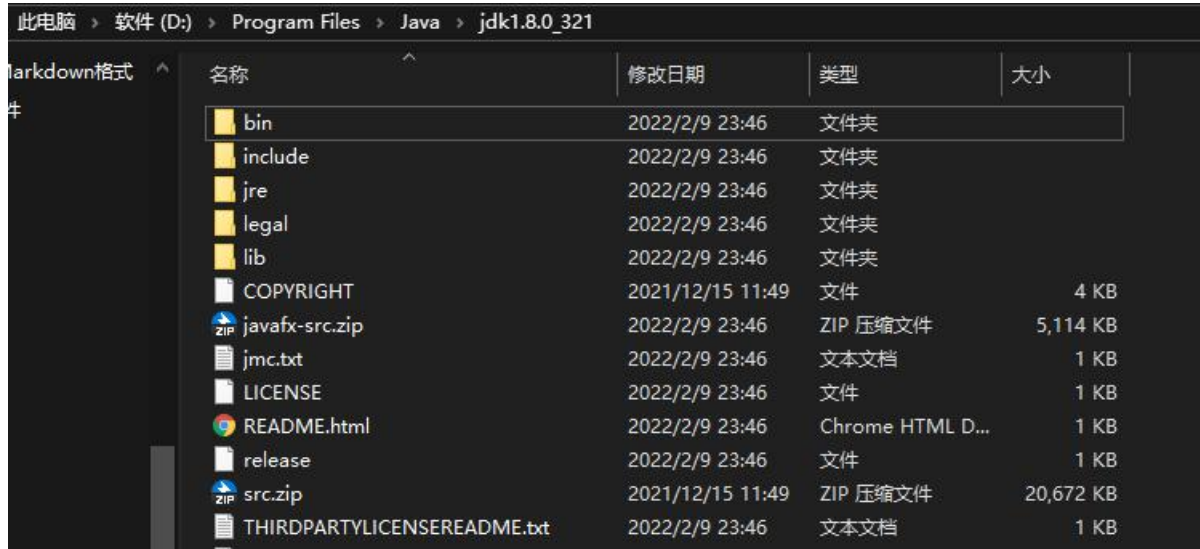 此电脑 > 软件 (D:) > Program Files > Java > jdk1.8.0_321
arkdown格式
件
名称 修改日期 类型 大小
bin 2022/2/9 23:46 文件夹
include 2022/2/9 23:46 文件夹
jre 2022/2/9 23:46 文件夹
legal 2022/2/9 23:46 文件夹
lib 2022/2/9 23:46 文件夹
COPYRIGHT 2021/12/15 11:49 文件 4 KB
ZIP javafx-src.zip 2022/2/9 23:46 ZIP 压缩文件 5,114 KB
jmc.txt 2022/2/9 23:46 文本文档 1 KB
LICENSE 2022/2/9 23:46 文件 1 KB
README.html 2022/2/9 23:46 Chrome HTML D... 1 KB
release 2022/2/9 23:46 文件 1 KB
ZIP src.zip 2021/12/15 11:49 ZIP 压缩文件 20,672 KB
THIRDPARTYLICENSEREADME.txt 2022/2/9 23:46 文本文档 1 KB